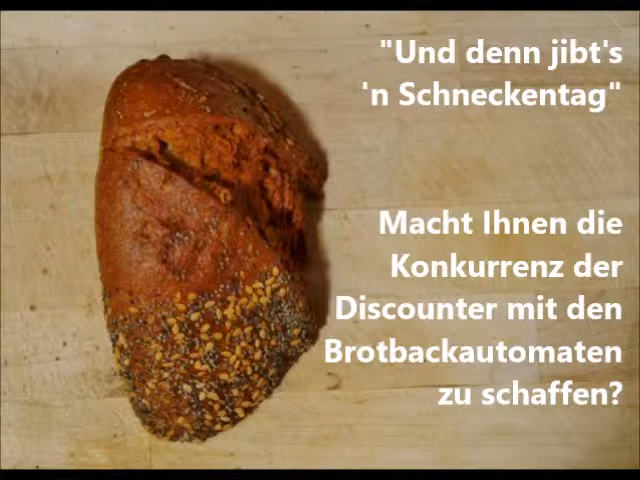 "Und denn jibt's
'n Schneckentag"
Macht Ihnen die
Konkurrenz der
Discounter mit den
Brotbackautomaten
zu schaffen?